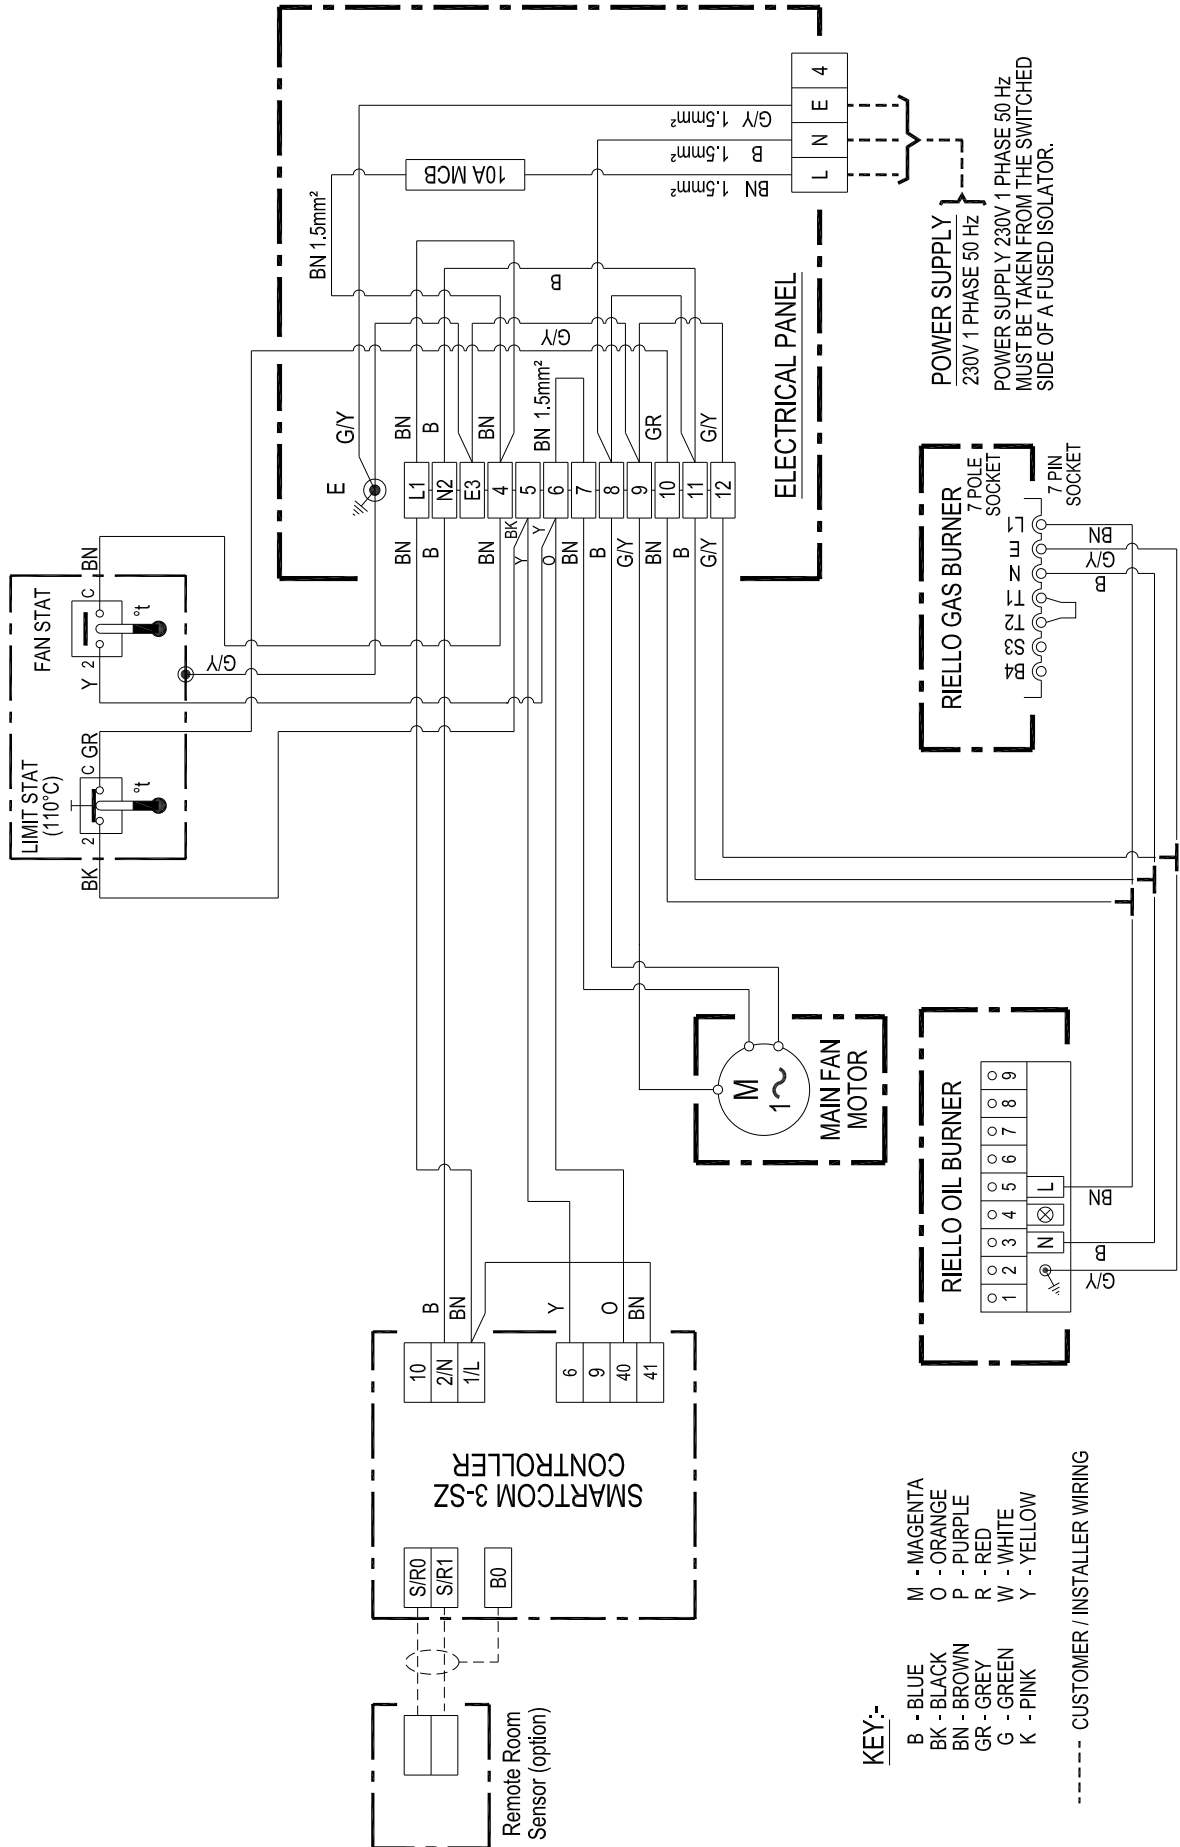 FAN STAT
LIMIT STAT
(110°C)
BN
C
2
Y
t°
GR
C
2
BK
t°
G/Y
ELECTRICAL PANEL
10A MCB
BN 1.5mm²
BN 1.5mm²
B 1.5mm²
G/Y 1.5mm²
L
N
E
4
POWER SUPPLY
230V 1 PHASE 50 Hz
POWER SUPPLY 230V 1 PHASE 50 Hz
MUST BE TAKEN FROM THE SWITCHED
SIDE OF A FUSED ISOLATOR.
E
G/Y
BN
B
BN
BN 1.5mm²
GR
G/Y
B
G/Y
L1
N2
E3
4
5
6
7
8
9
10
11
12
BN
B
BN
BK
Y
Y
O
BN
B
G/Y
BN
B
G/Y
RIELLO GAS BURNER
7 POLE
SOCKET
7 PIN
SOCKET
L1
E
N
T1
T2
S3
B4
BN
G/Y
B
MAIN FAN
MOTOR
M
1~
RIELLO OIL BURNER
1
2
3
4
5
6
7
8
9
N
L
BN
B
G/Y
SMARTCOM 3-SZ
CONTROLLER
10
2/N
1/L
6
9
40
41
B
BN
Y
O
BN
S/R0
S/R1
B0
Remote Room
Sensor (option)
KEY:-
B - BLUE
BK - BLACK
BN - BROWN
GR - GREY
G - GREEN
K - PINK
M - MAGENTA
O - ORANGE
P - PURPLE
R - RED
W - WHITE
Y - YELLOW
----- CUSTOMER / INSTALLER WIRING